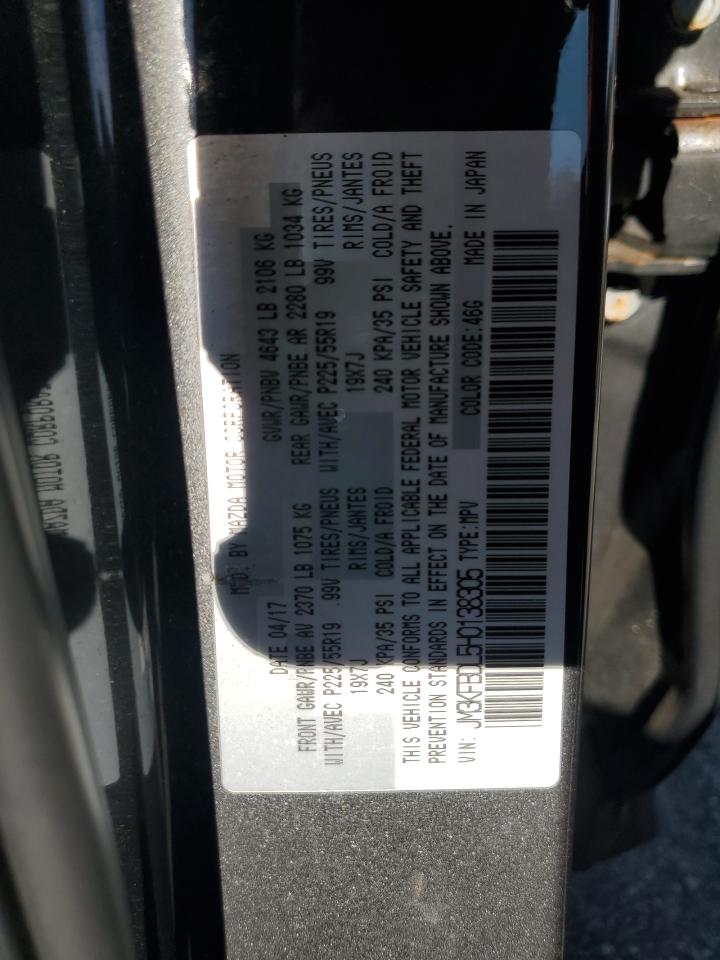 MFD. BY MAZDA MOTOR CORPORATION
DATE 04/17 GVWR/PNBV 4643 LB 2106 KG
FRONT GAWR/PNBE AV 2370 LB 1075 KG REAR GAWR/PNBE AR 2280 LB 1034 KG
WITH/AVEC P225/55R19 99V TIRES/PNEUS WITH/AVEC P225/55R19 99V TIRES/PNEUS
19X7J RIMS/JANTES 19X7J RIMS/JANTES
240 KPA/35 PSI COLD/A FROID 240 KPA/35 PSI COLD/A FROID
THIS VEHICLE CONFORMS TO ALL APPLICABLE FEDERAL MOTOR VEHICLE SAFETY AND THEFT
PREVENTION STANDARDS IN EFFECT ON THE DATE OF MANUFACTURE SHOWN ABOVE.
VIN: JM3KFBDL5H0138305 TYPE:MPV COLOR CODE:46G MADE IN JAPAN